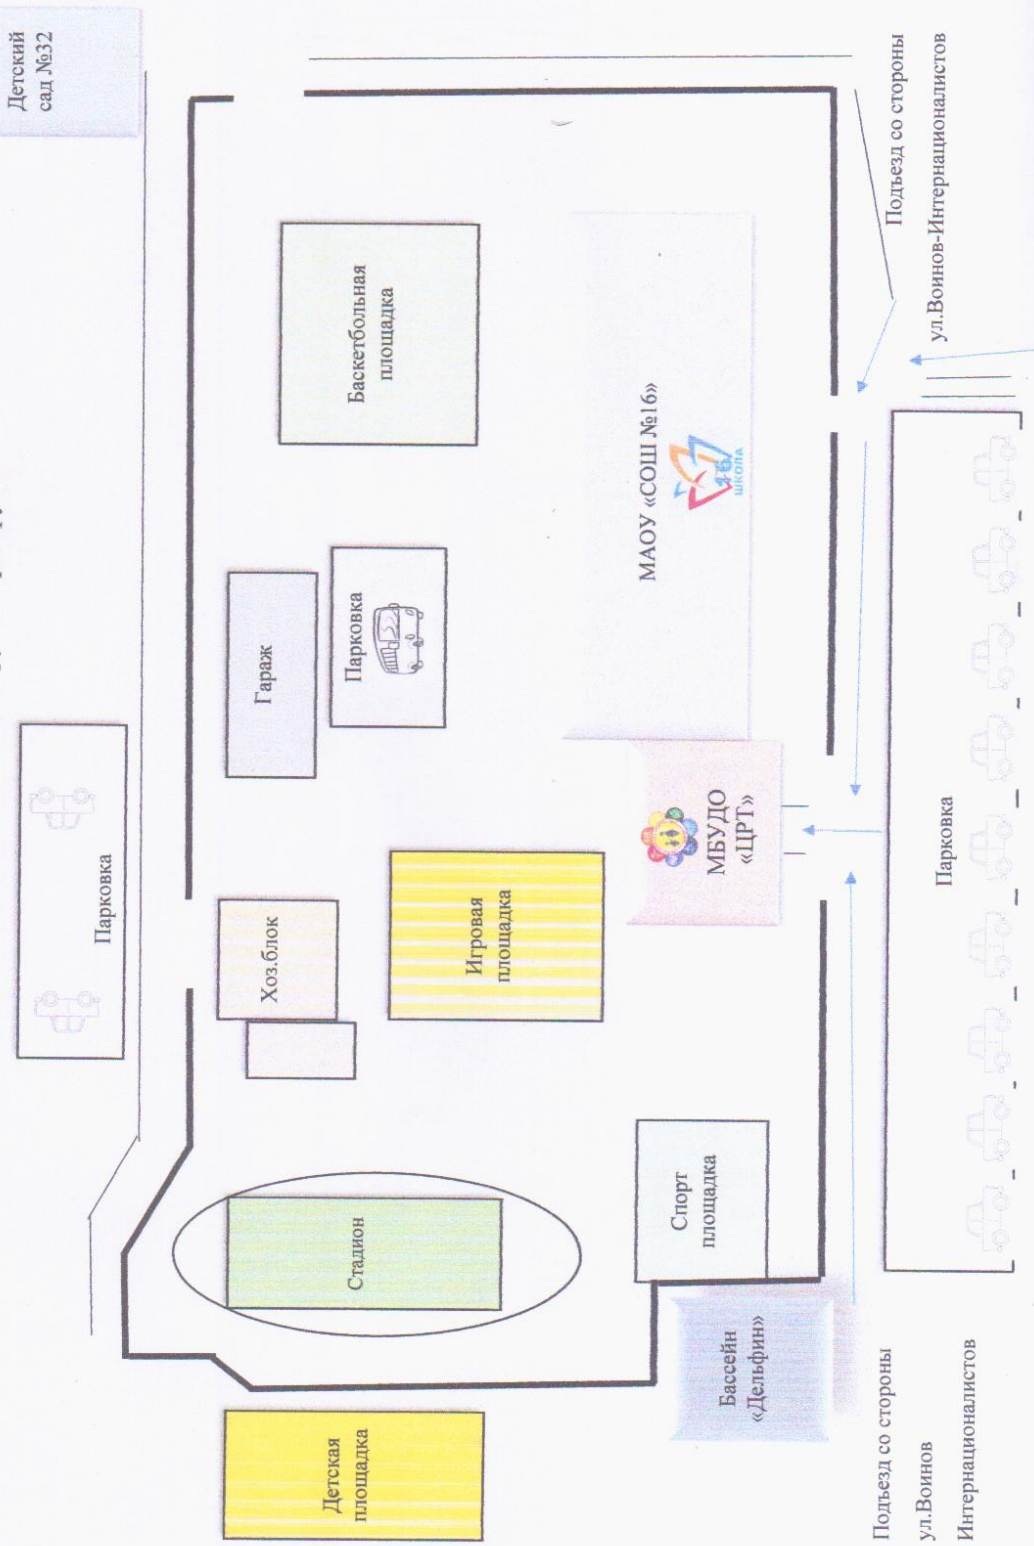 Детский
сад №32
Парковка
Баскетбольная
площадка
Гараж
Парковка
Хоз.блок
Игровая
площадка
Стадион
Детская
площадка
МАОУ «СОШ №16»
16
ШКОЛА
МБУДО
«ЦРТ»
Спорт
площадка
Бассейн
«Дельфин»
Подъезд со стороны
ул.Воинов-Интернационалистов
Парковка
Подъезд со стороны
ул.Воинов
Интернационалистов